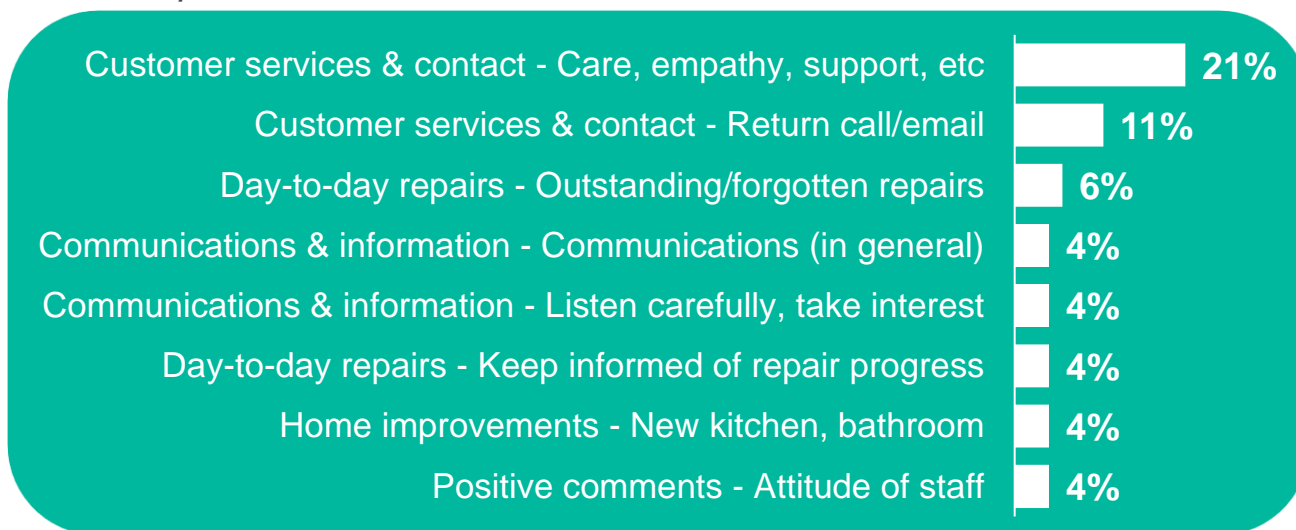 Customer services & contact - Care, empathy, support, etc 21%
Customer services & contact - Return call/email 11%
Day-to-day repairs - Outstanding/forgotten repairs 6%
Communications & information - Communications (in general) 4%
Communications & information - Listen carefully, take interest 4%
Day-to-day repairs - Keep informed of repair progress 4%
Home improvements - New kitchen, bathroom 4%
Positive comments - Attitude of staff 4%